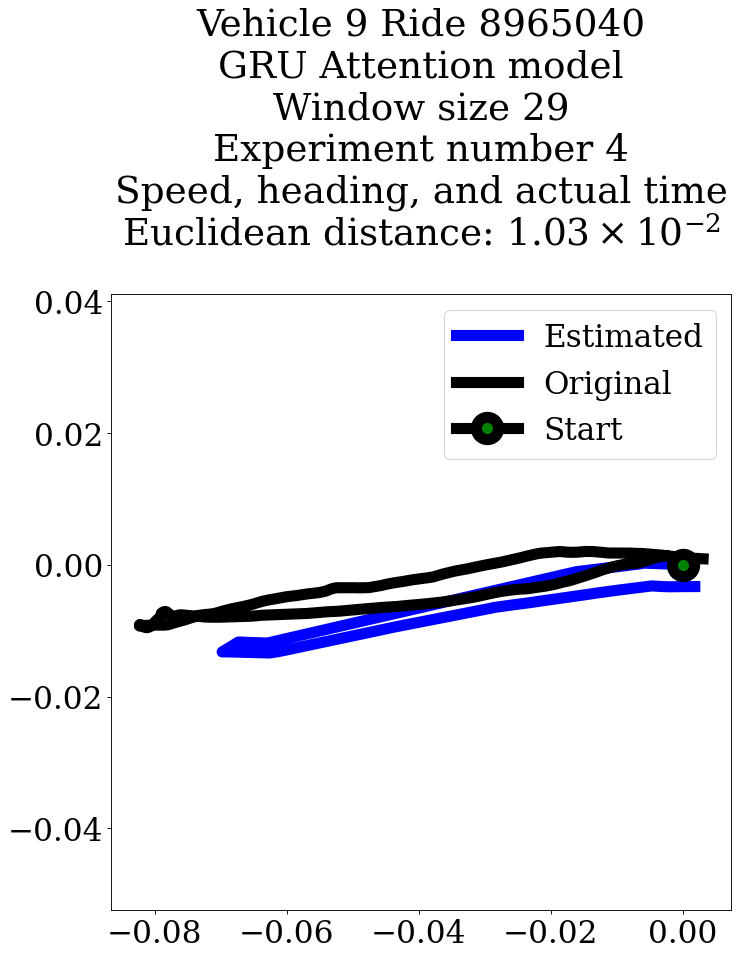 Vehicle 9 Ride 8965040
GRU Attention model
Window size 29
Experiment number 4
Speed, heading, and actual time
Euclidean distance: 1.03 × 10⁻²
0.04
0.02
0.00
−0.02
−0.04
Estimated
Original
Start
−0.08
−0.06
−0.04
−0.02
0.00